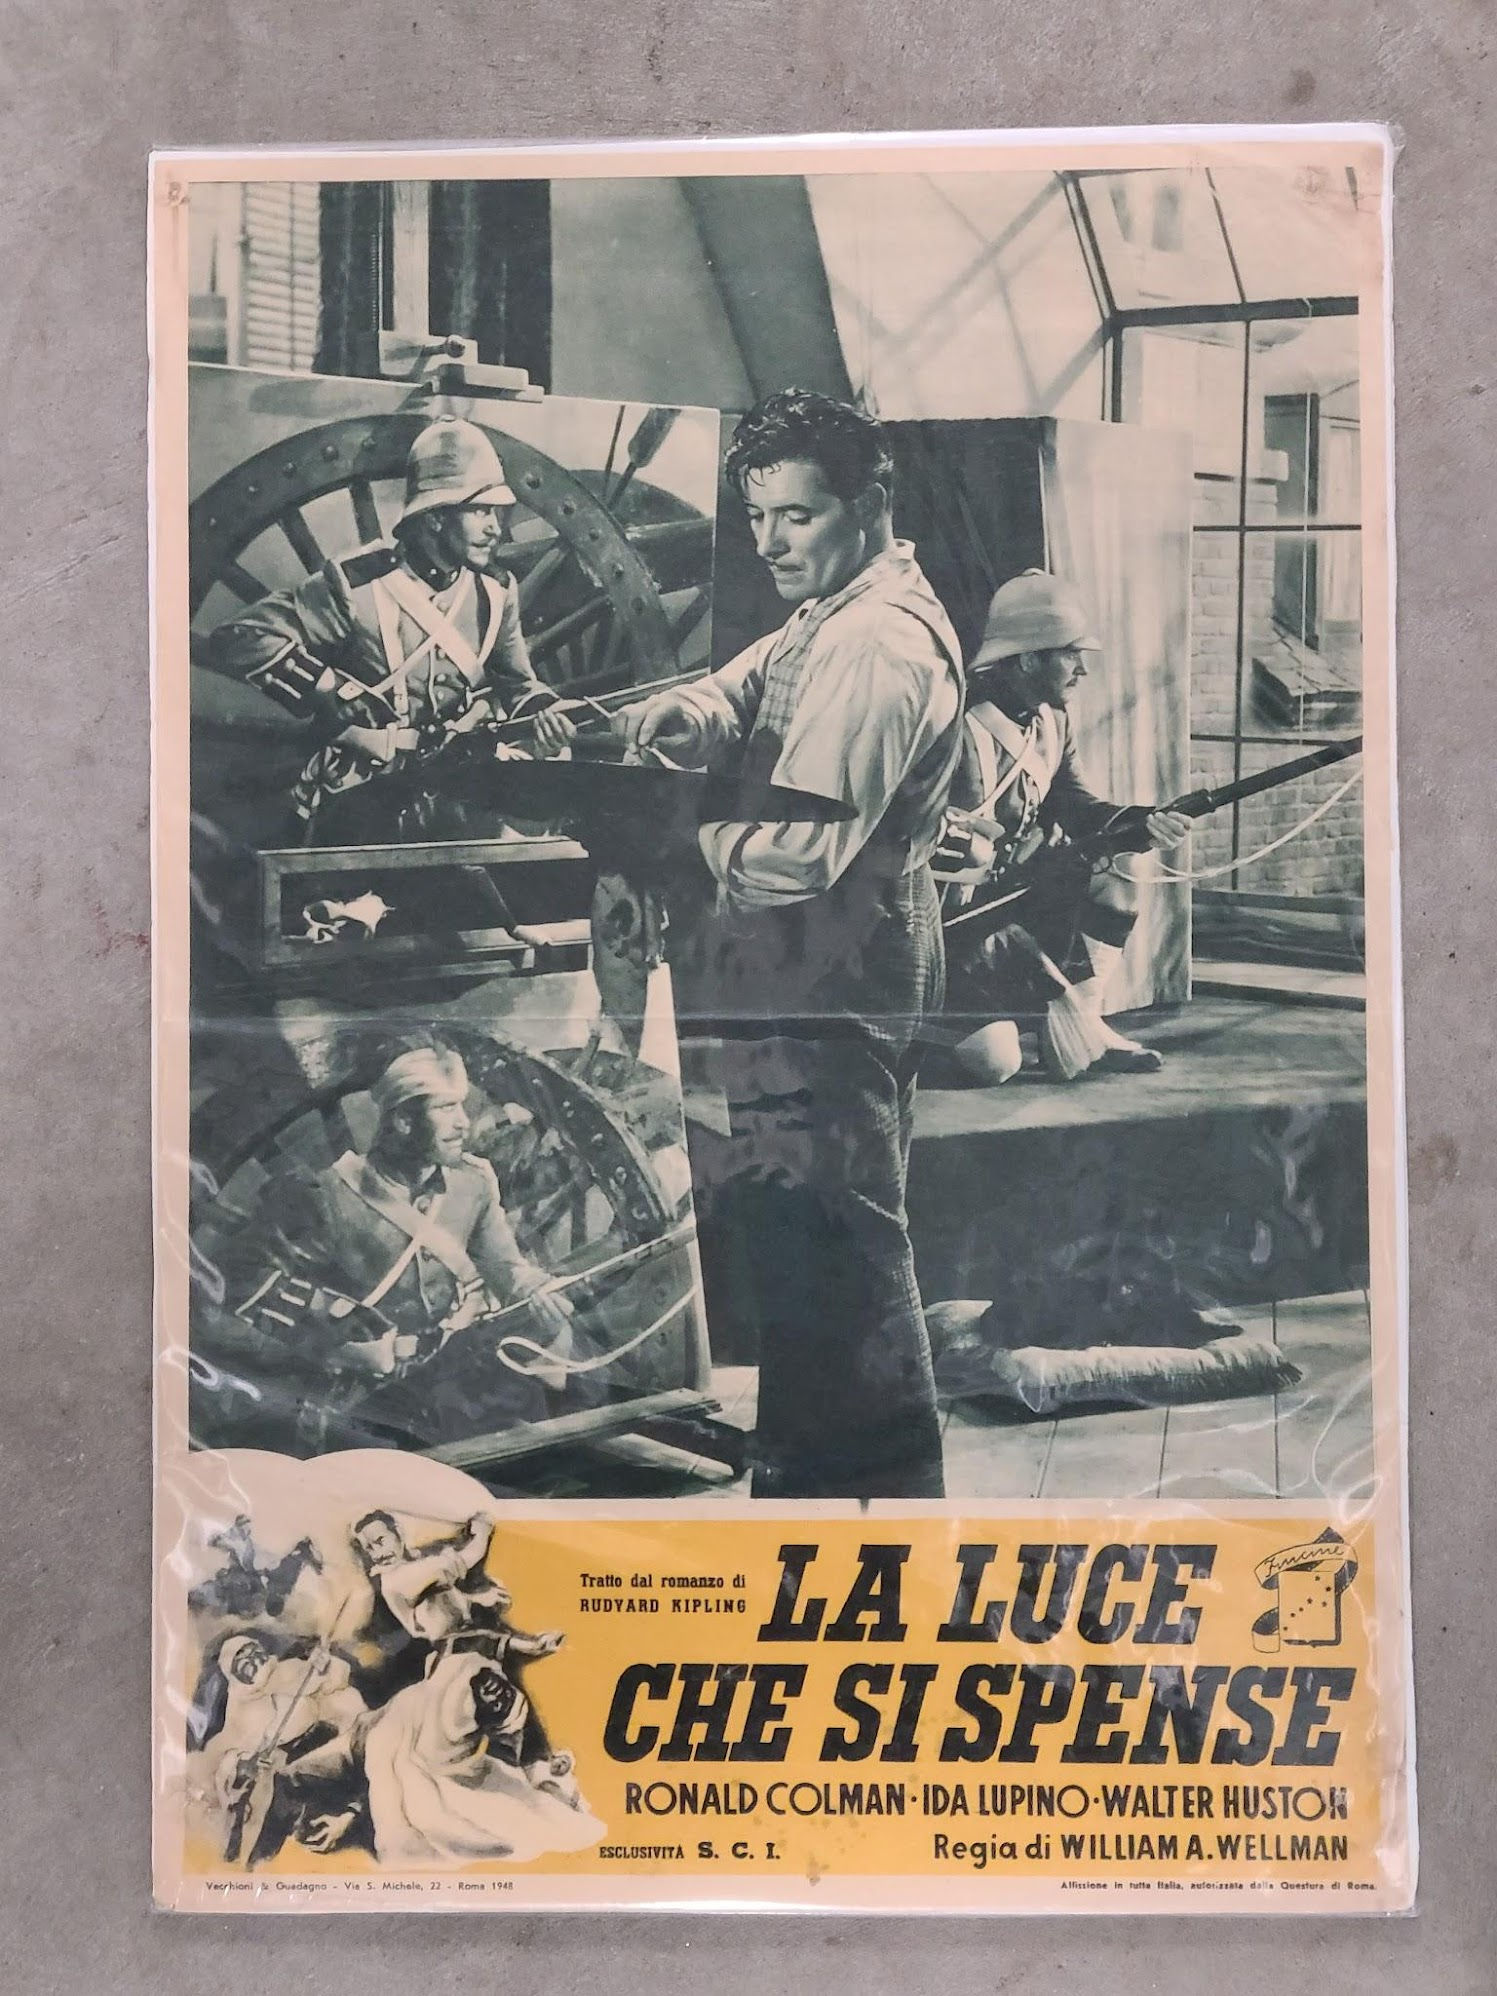 Tratto dal romanzo di
RUDYARD KIPLING
LA LUCE
CHE SI SPENSE
Fincine
RONALD COLMAN·IDA LUPINO·WALTER HUSTON
ESCLUSIVITÀ S. C. I.
Regia di WILLIAM A. WELLMAN
Vecchioni & Guadagno - Via S. Michele, 22 - Roma 1948
Affissione in tutta Italia, autorizzata dalla Questura di Roma.